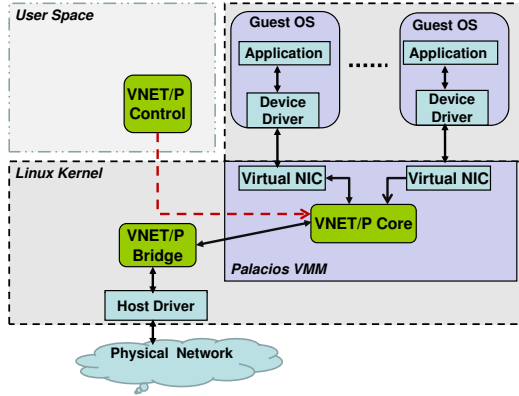 User Space
Guest OS
Guest OS
Application
Application
Device
Driver
Device
Driver
VNET/P
Control
Linux Kernel
Virtual NIC
Virtual NIC
VNET/P
Bridge
VNET/P Core
Palacios VMM
Host Driver
Physical Network